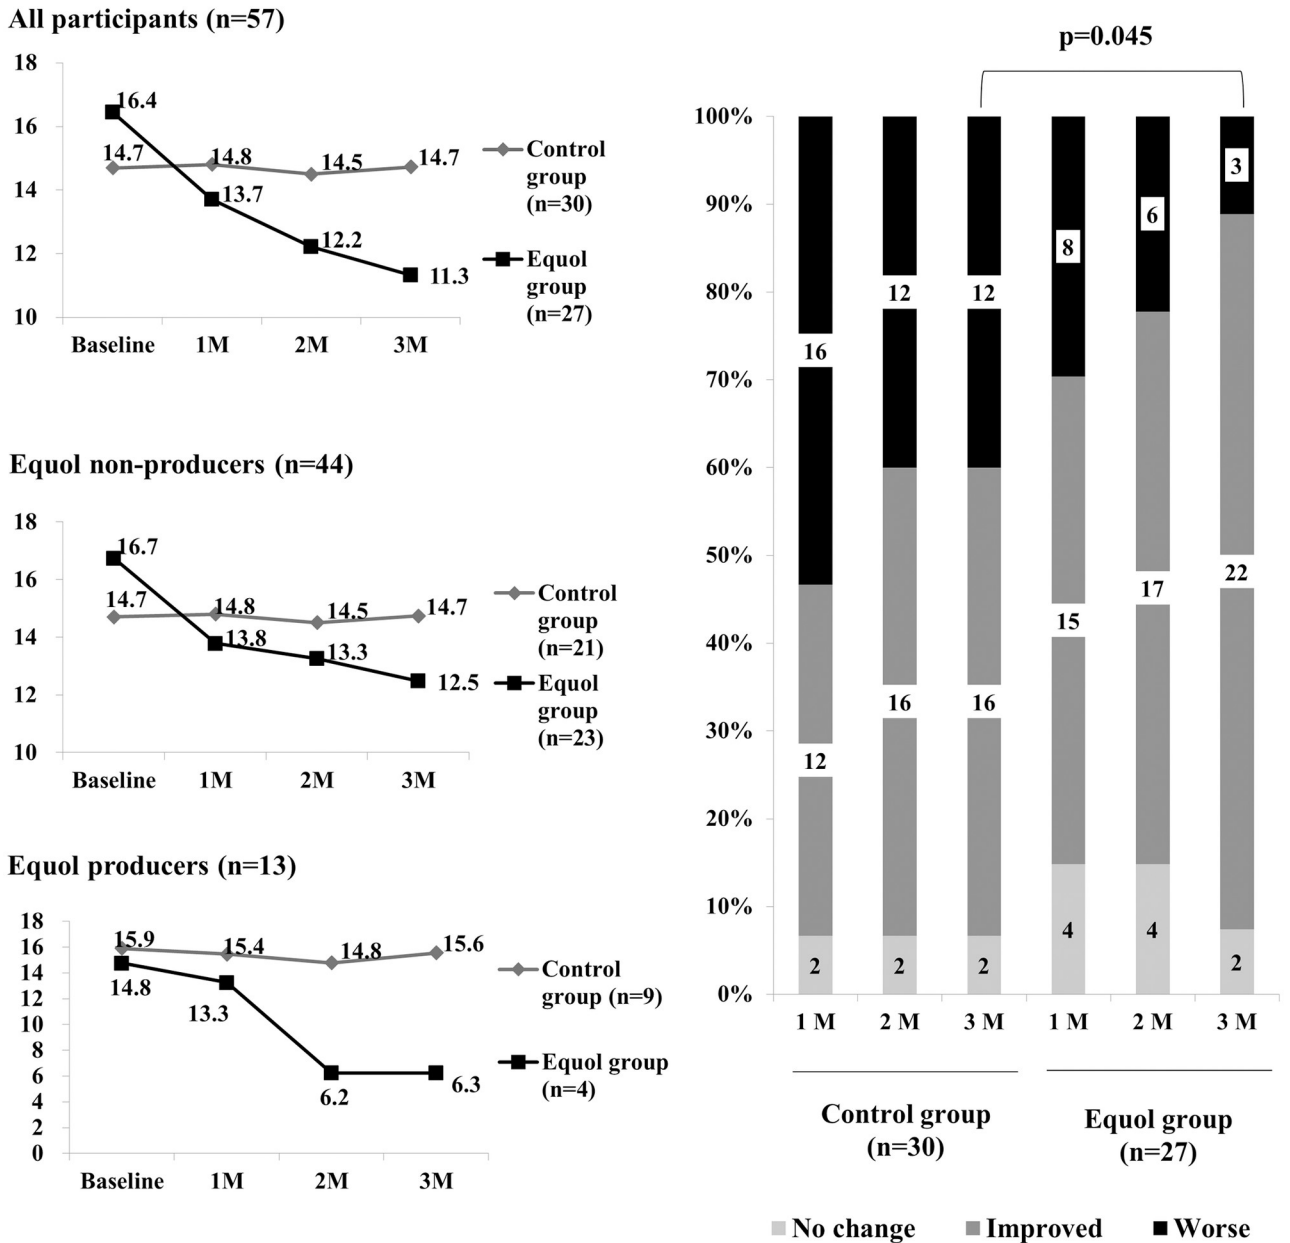 All participants (n=57)
18
16
14
12
10
16.4
14.7
14.8
13.7
14.5
12.2
14.7
11.3
Baseline 1M 2M 3M
Control
group
(n=30)
Equol
group
(n=27)
Equol non-producers (n=44)
18
16
14
12
10
16.7
14.7
14.8
13.8
14.5
13.3
14.7
12.5
Baseline 1M 2M 3M
Control
group
(n=21)
Equol
group
(n=23)
Equol producers (n=13)
18
16
14
12
10
8
6
4
2
0
15.9
14.8
15.4
13.3
14.8
6.2
15.6
6.3
Baseline 1M 2M 3M
Control
group (n=9)
Equol group
(n=4)
p=0.045
100%
90%
80%
70%
60%
50%
40%
30%
20%
10%
0%
16
12
2
12
16
2
12
16
2
8
15
4
6
17
4
3
22
2
1 M 2 M 3 M 1 M 2 M 3 M
Control group
(n=30)
Equol group
(n=27)
No change Improved Worse